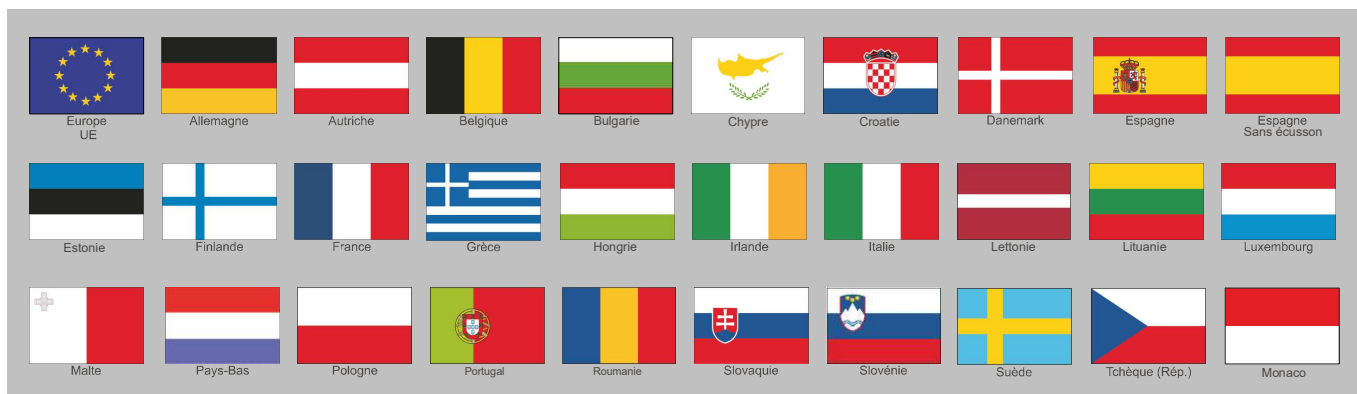 Europe
UE
Allemagne
Autriche
Belgique
Bulgarie
Chypre
Croatie
Danemark
Espagne
Espagne
Sans écusson
Estonie
Finlande
France
Grèce
Hongrie
Irlande
Italie
Lettonie
Lituanie
Luxembourg
Malte
Pays-Bas
Pologne
Portugal
Roumanie
Slovaquie
Slovénie
Suède
Tchèque (Rép.)
Monaco